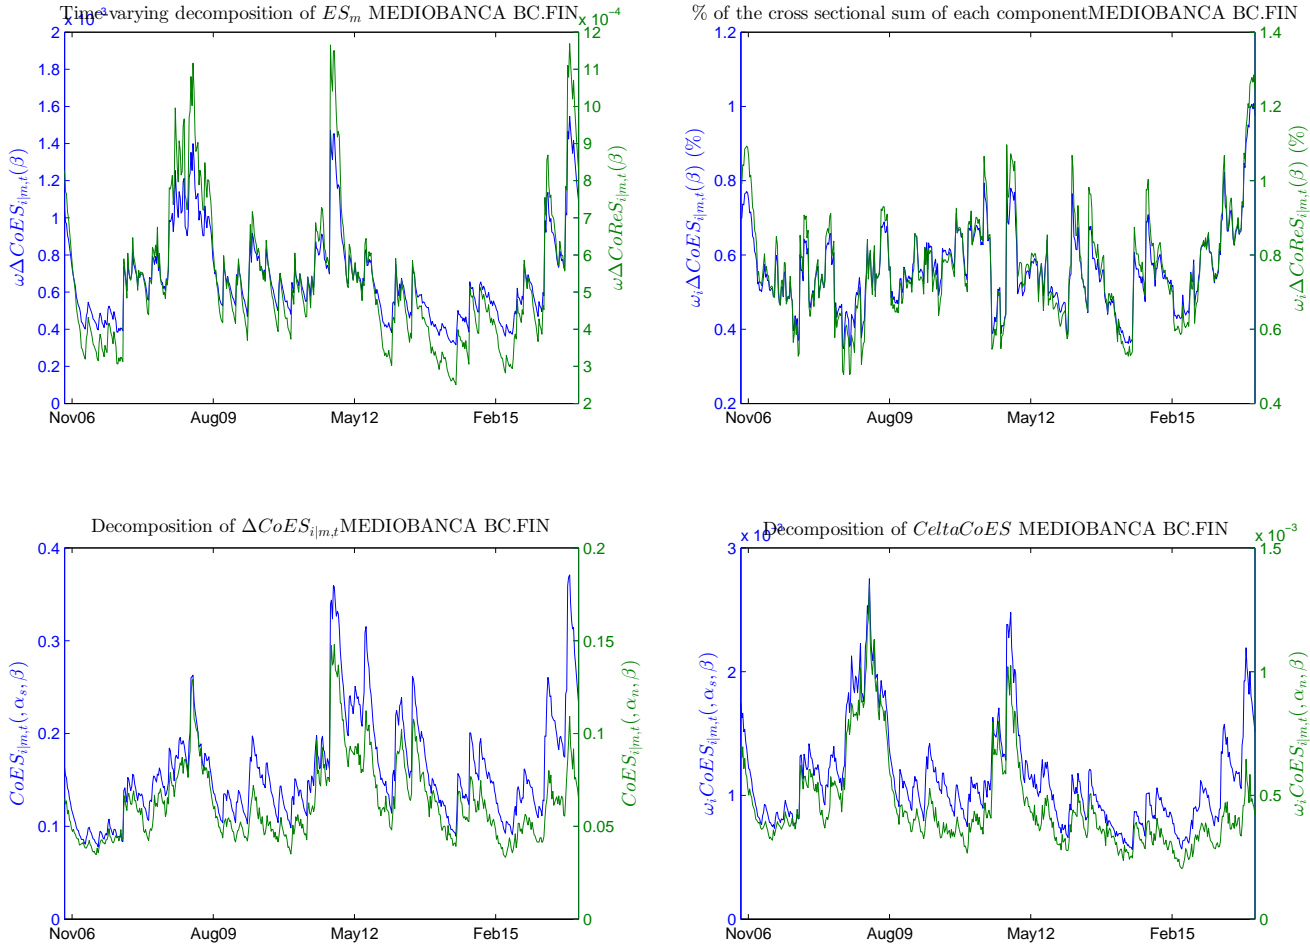 Time-varying decomposition of ES_m MEDIOBANCA BC.FIN
x 10^-3
x 10^-4
2
1.8
1.6
1.4
1.2
1
0.8
0.6
0.4
0.2
0
ωΔCoES_{i|m,t}(β)
12
11
10
9
8
7
6
5
4
3
2
ωΔCoReS_{i|m,t}(β)
Nov06 Aug09 May12 Feb15
% of the cross sectional sum of each componentMEDIOBANCA BC.FIN
1.2
1
0.8
0.6
0.4
0.2
ω_iΔCoES_{i|m,t}(β) (%)
1.4
1.2
1
0.8
0.6
0.4
ω_iΔCoReS_{i|m,t}(β) (%)
Nov06 Aug09 May12 Feb15
Decomposition of ΔCoES_{i|m,t}MEDIOBANCA BC.FIN
0.4
0.3
0.2
0.1
0
CoES_{i|m,t}(, α_s, β)
0.2
0.15
0.1
0.05
0
CoES_{i|m,t}(, α_n, β)
Nov06 Aug09 May12 Feb15
Decomposition of CeltaCoES MEDIOBANCA BC.FIN
x 10^-3
x 10^-3
3
2
1
0
ω_iCoES_{i|m,t}(, α_s, β)
1.5
1
0.5
0
ω_iCoES_{i|m,t}(, α_n, β)
Nov06 Aug09 May12 Feb15